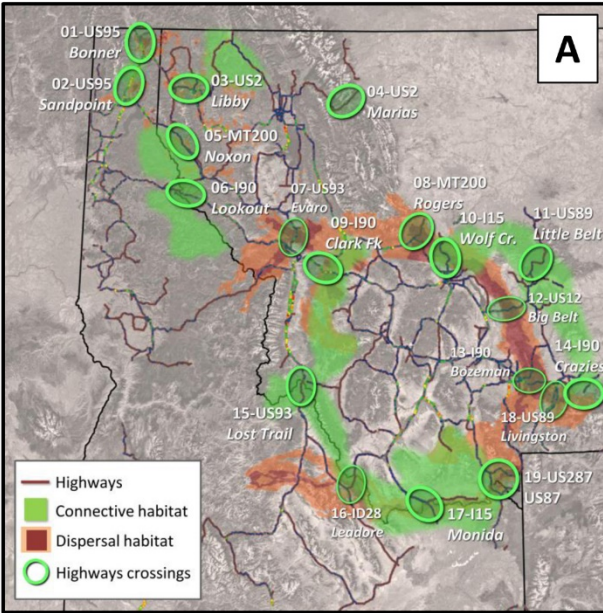 A
01-US95
Bonner
02-US95
Sandpoint
03-US2
Libby
04-US2
Marias
05-MT200
Noxon
06-I90
Lookout
07-US93
Evaro
08-MT200
Rogers
09-I90
Clark Fk
10-I15
Wolf Cr.
11-US89
Little Belt
12-US12
Big Belt
13-I90
Bozeman
14-I90
Crazies
15-US93
Lost Trail
18-US89
Livingston
16-ID28
Leadore
17-I15
Monida
19-US287
US87
Highways
Connective habitat
Dispersal habitat
Highways crossings